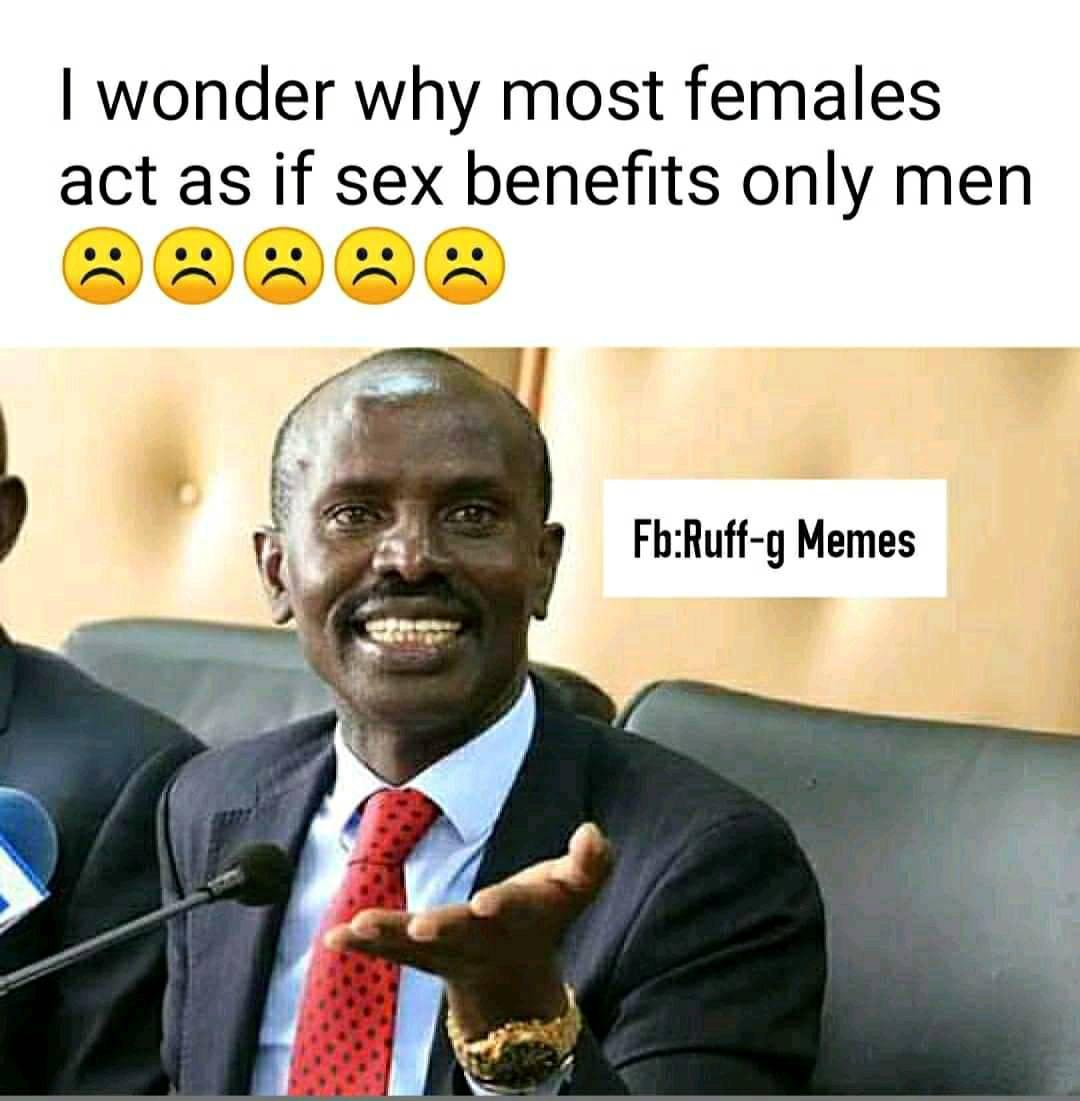 I wonder why most females
act as if sex benefits only men
☹️☹️☹️☹️☹️
Fb:Ruff-g Memes